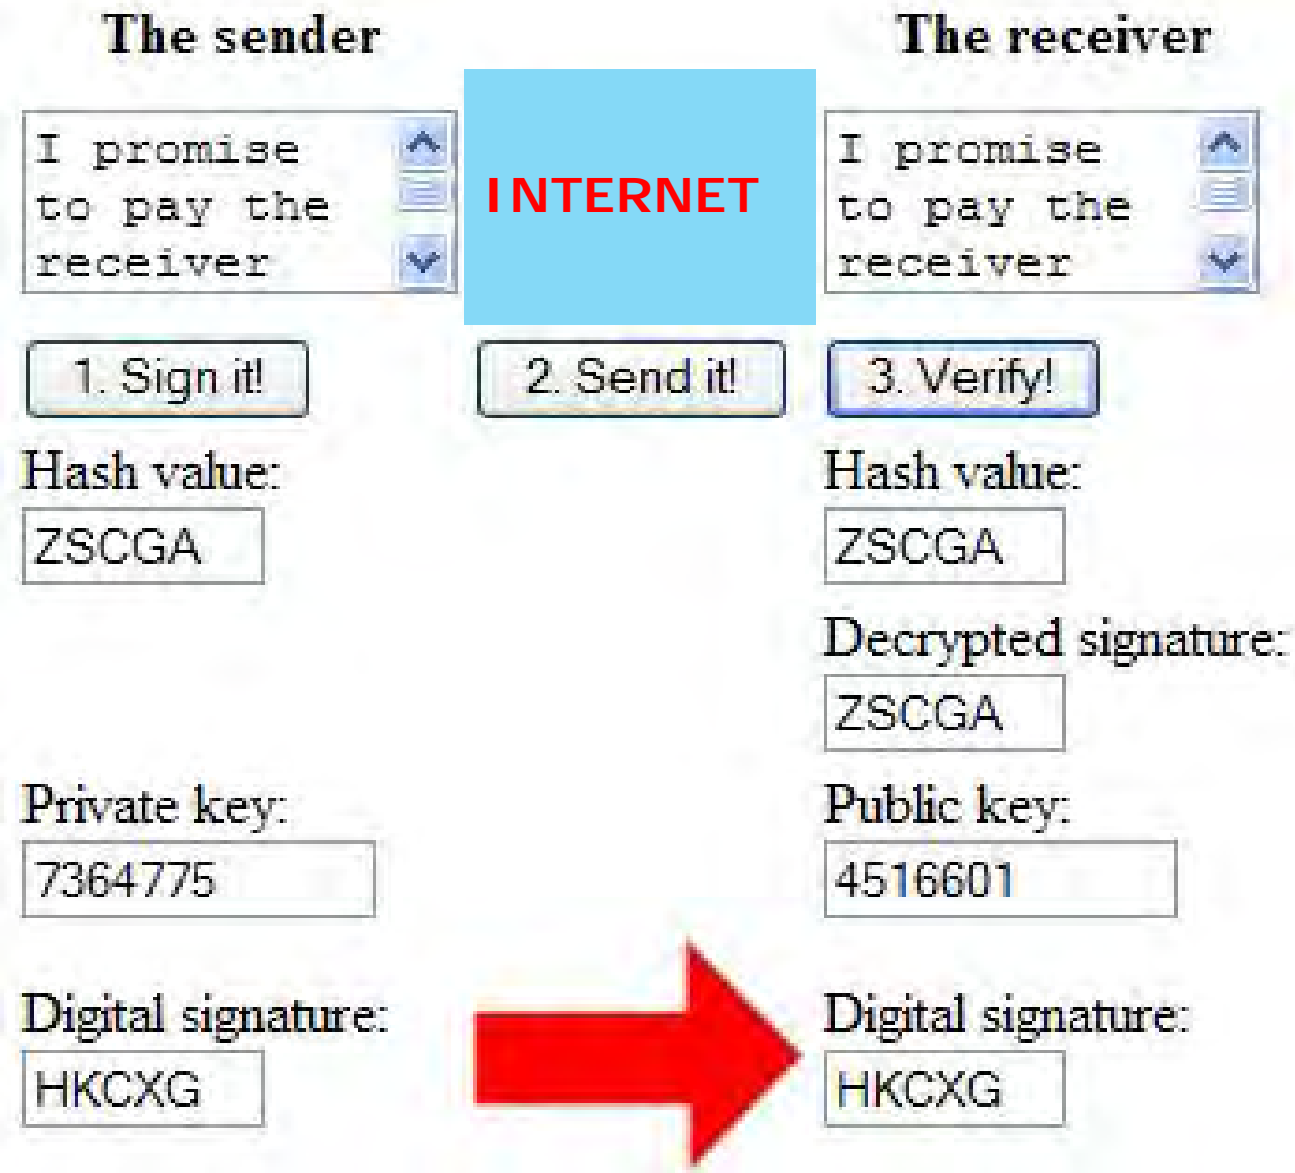 The sender
I promise
to pay the
receiver
1. Sign it!
Hash value:
ZSCGA
Private key:
7364775
Digital signature:
HKCXG
INTERNET
2. Send it!
The receiver
I promise
to pay the
receiver
3. Verify!
Hash value:
ZSCGA
Decrypted signature:
ZSCGA
Public key:
4516601
Digital signature:
HKCXG